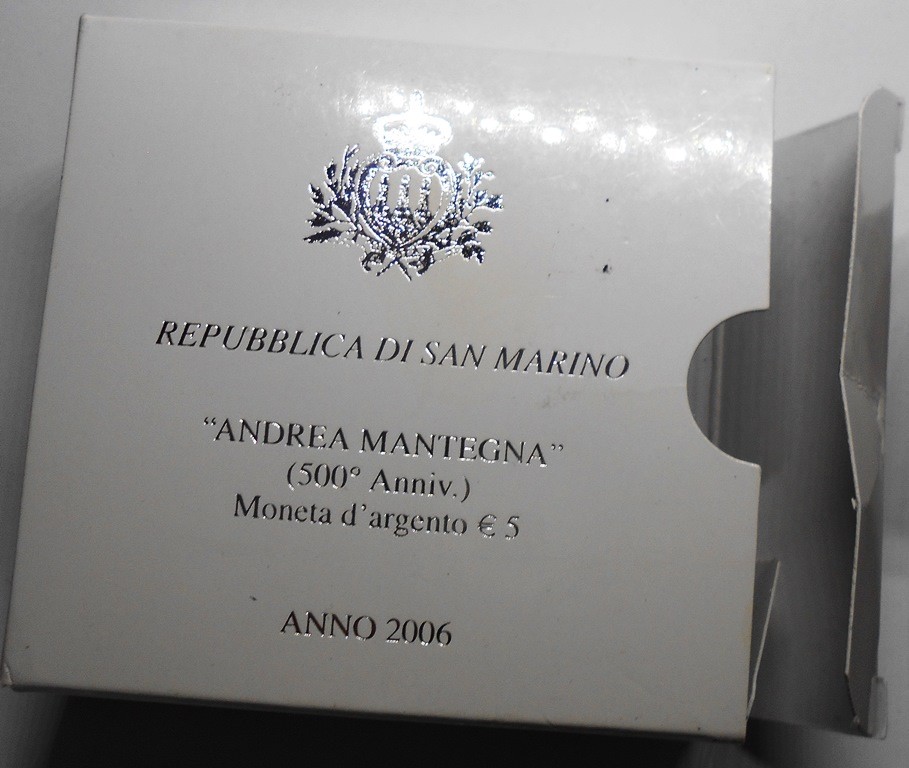 REPUBBLICA DI SAN MARINO
"ANDREA MANTEGNA"
(500° Anniv.)
Moneta d'argento € 5
ANNO 2006